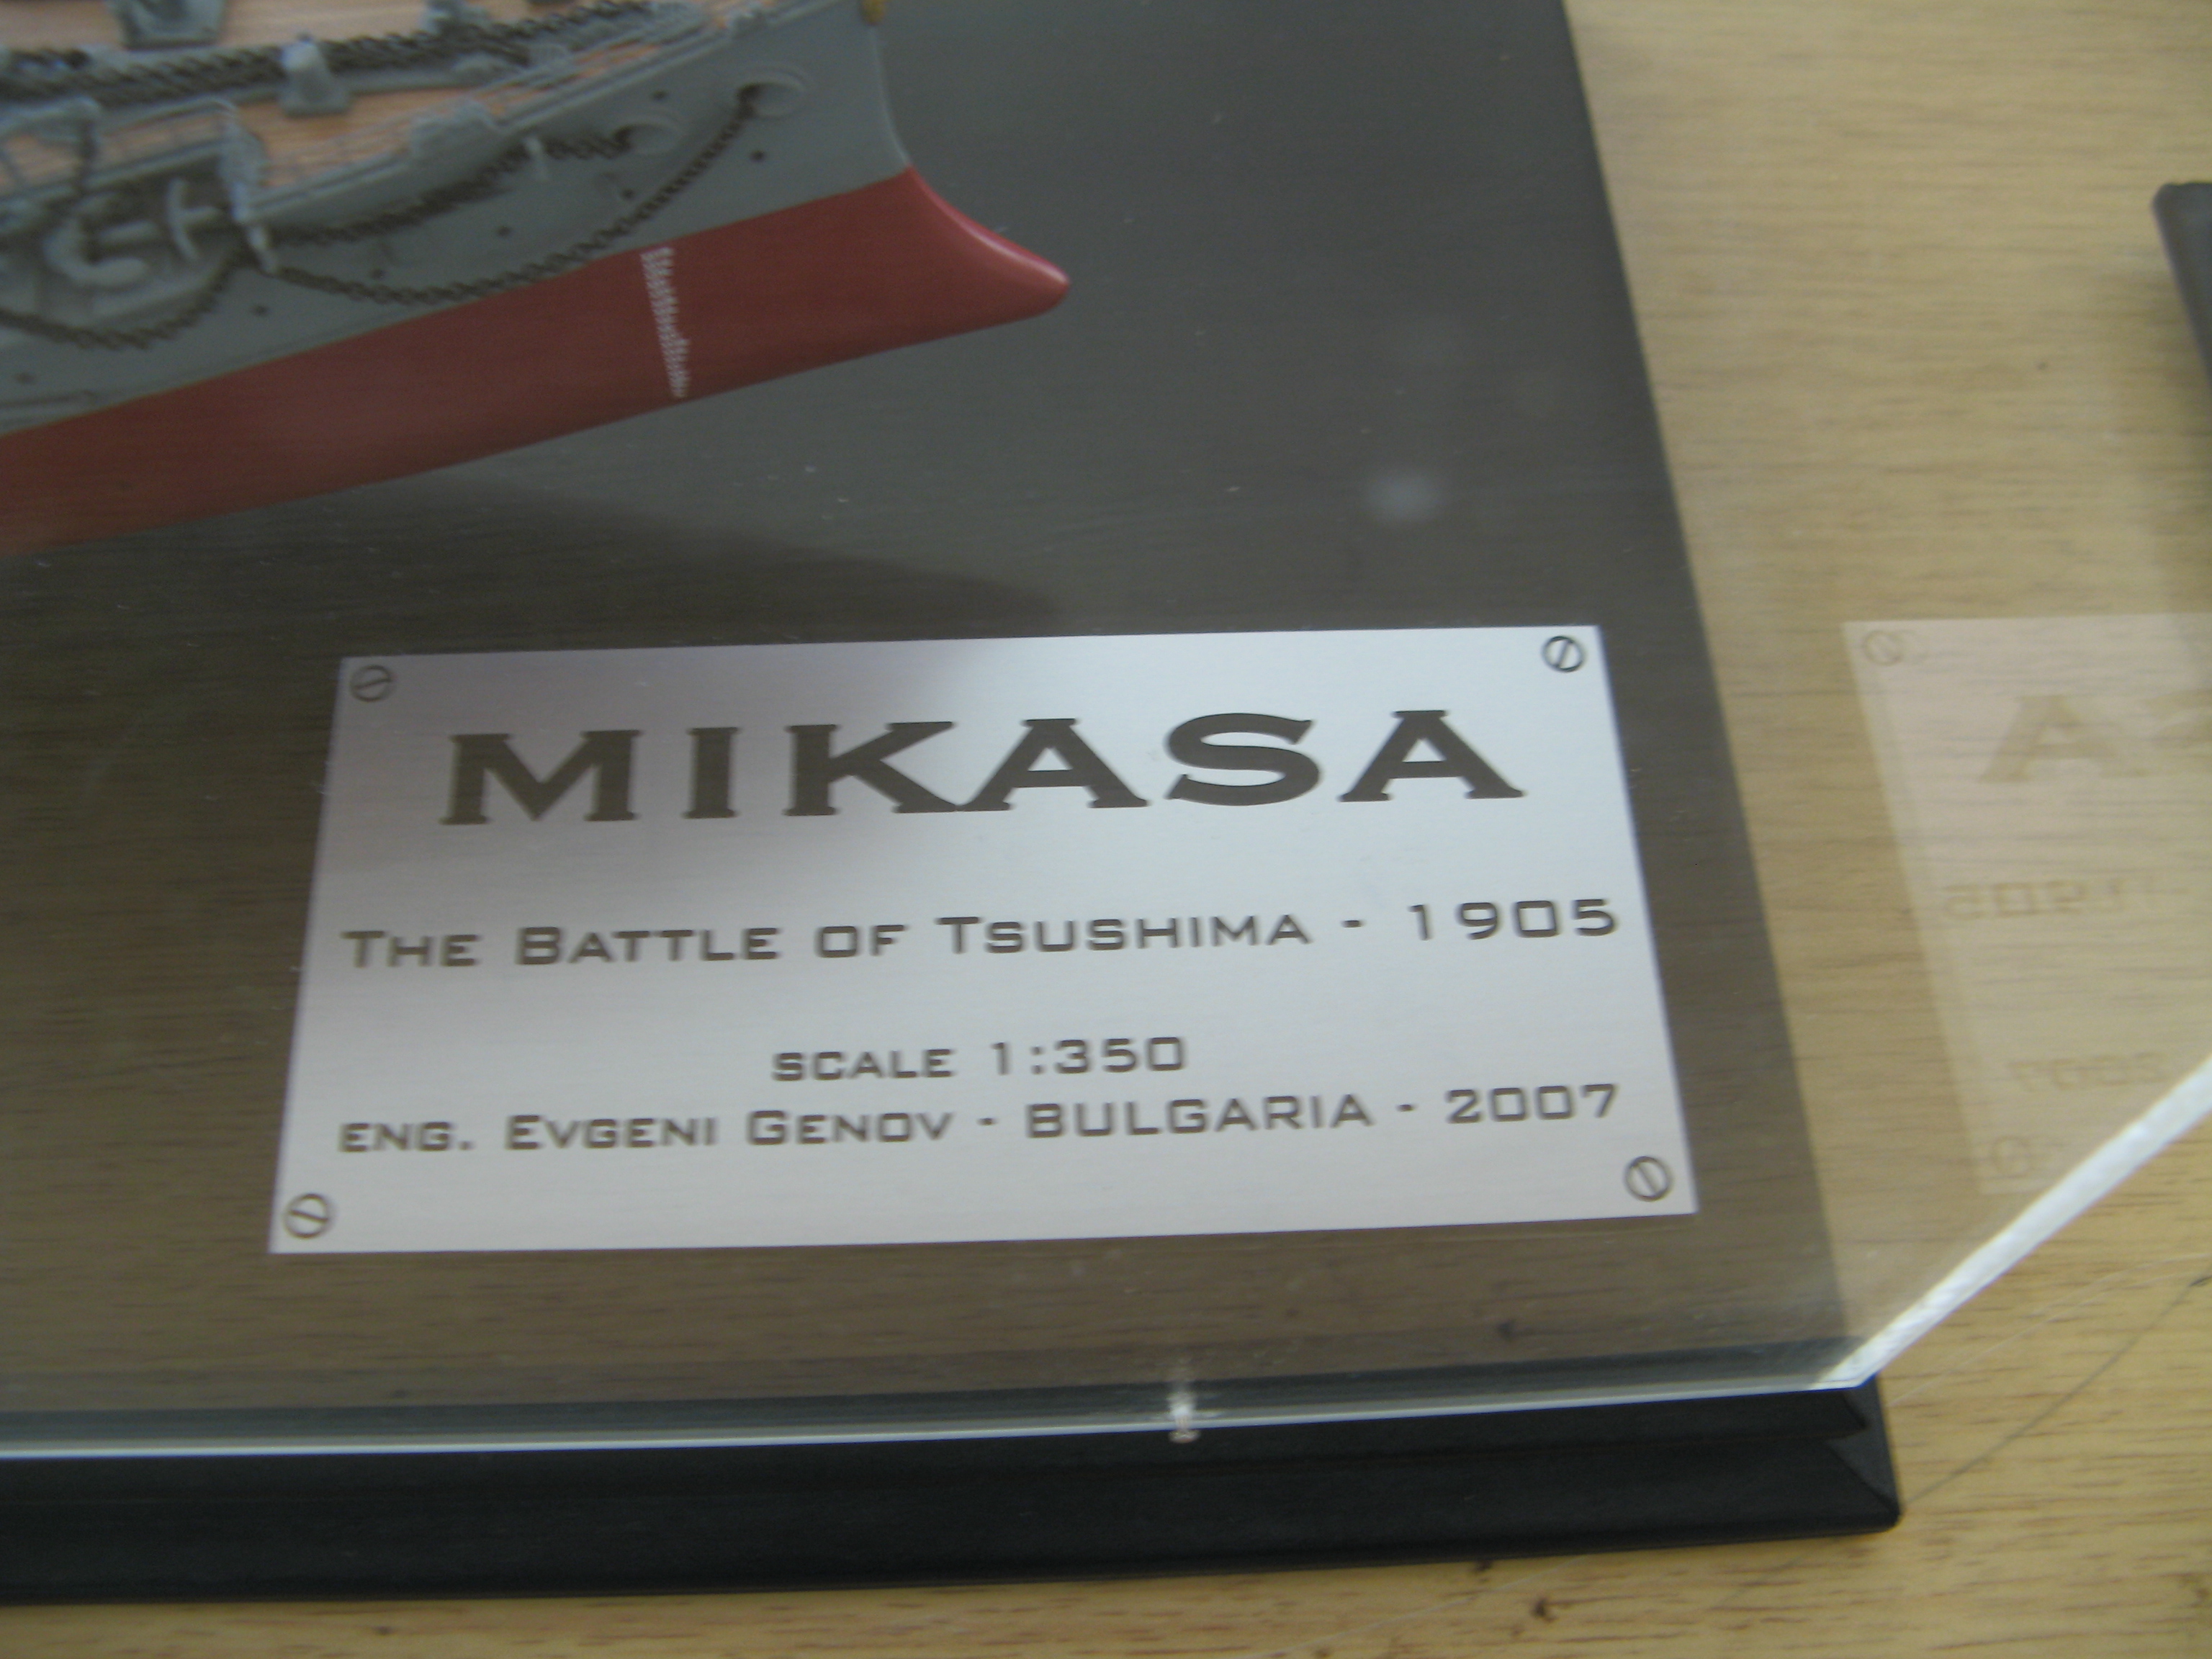 MIKASA
THE BATTLE OF TSUSHIMA - 1905
SCALE 1:350
ENG. EVGENI GENOV - BULGARIA - 2007